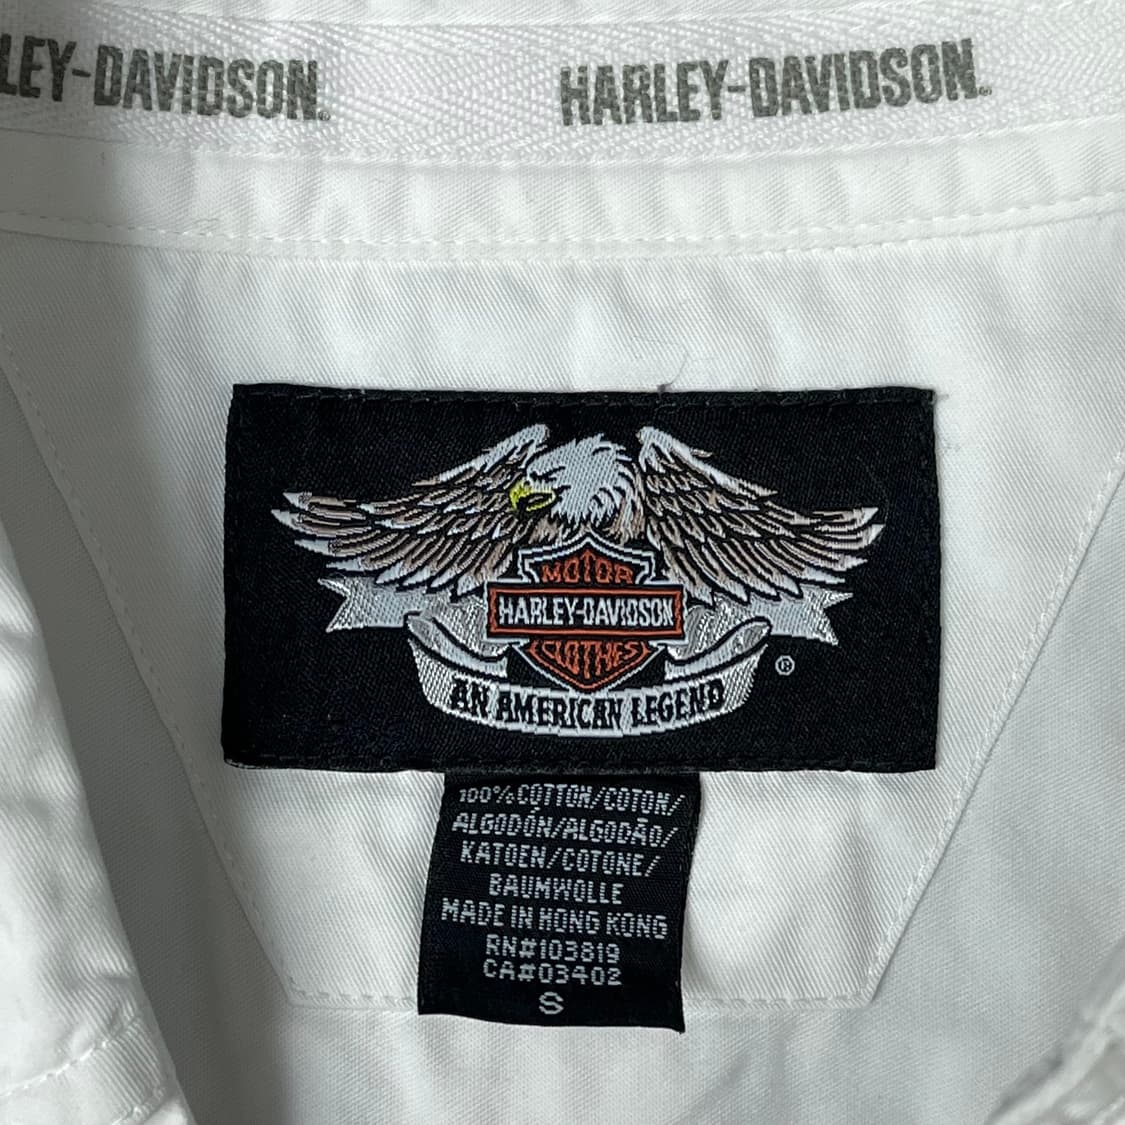 LEY-DAVIDSON.
HARLEY-DAVIDSON.
MOTOR
HARLEY-DAVIDSON
CLOTHES
®
AN AMERICAN LEGEND
100% COTTON/COTON/
ALGODÓN/ALGODÃO/
KATOEN/COTONE/
BAUMWOLLE
MADE IN HONG KONG
RN#103819
CA#03402
S